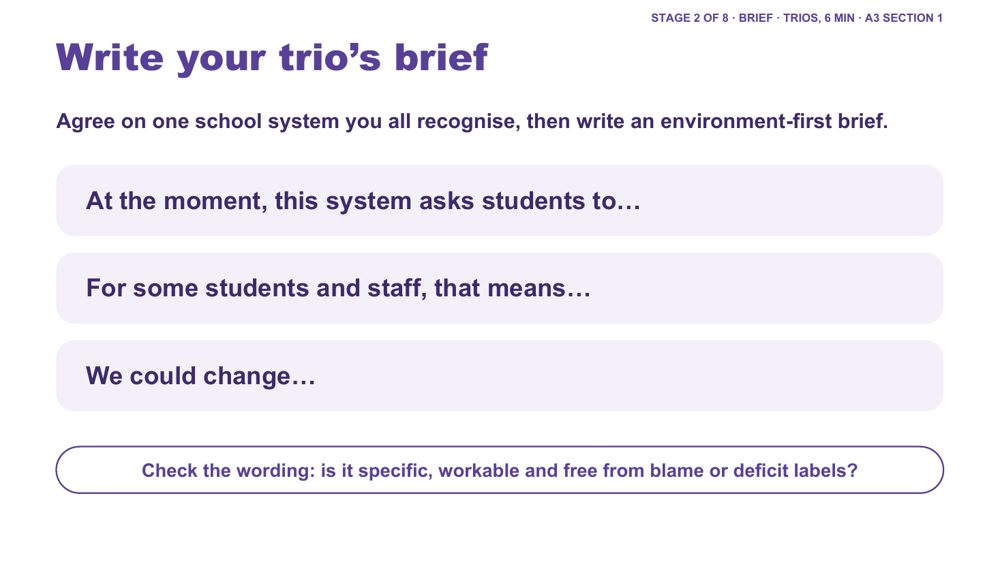 STAGE 2 OF 8 · BRIEF · TRIOS, 6 MIN · A3 SECTION 1
Write your trio’s brief
Agree on one school system you all recognise, then write an environment-first brief.
At the moment, this system asks students to…
For some students and staff, that means…
We could change…
Check the wording: is it specific, workable and free from blame or deficit labels?